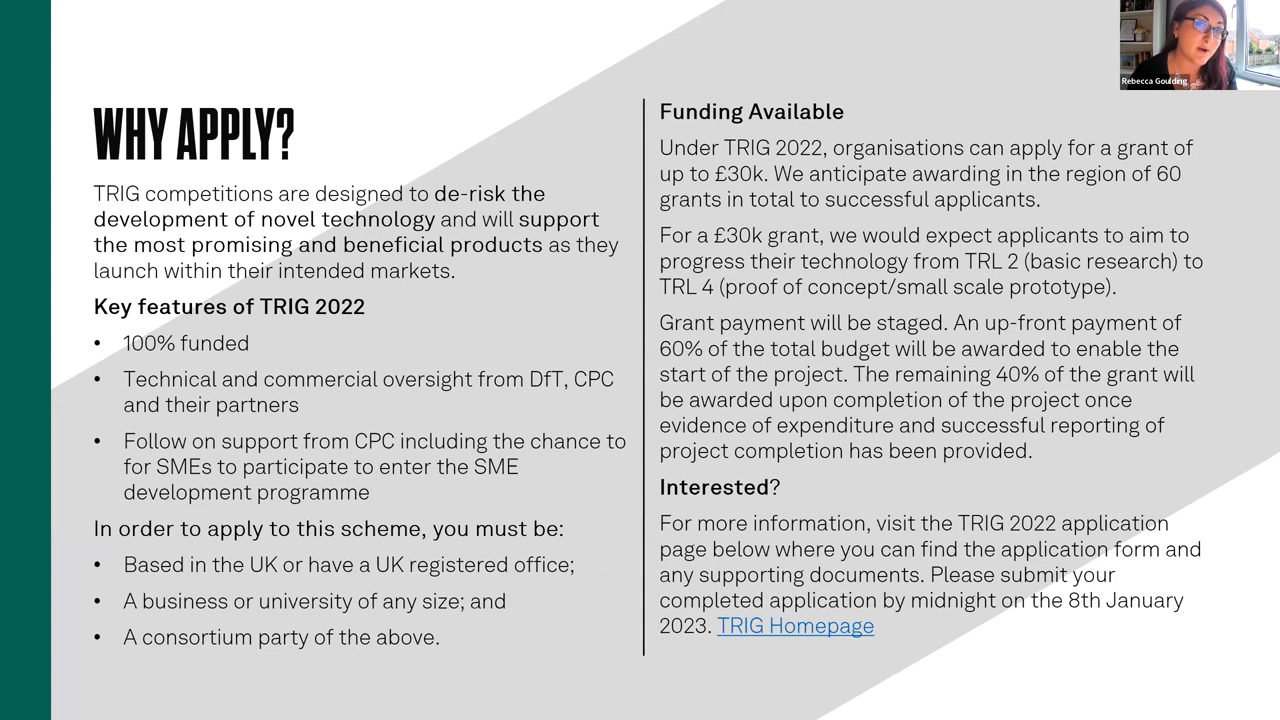 Rebecca Goulding
WHY APPLY?
TRIG competitions are designed to de-risk the
development of novel technology and will support
the most promising and beneficial products as they
launch within their intended markets.
Key features of TRIG 2022
• 100% funded
• Technical and commercial oversight from DfT, CPC
and their partners
• Follow on support from CPC including the chance to
for SMEs to participate to enter the SME
development programme
In order to apply to this scheme, you must be:
• Based in the UK or have a UK registered office;
• A business or university of any size; and
• A consortium party of the above.
Funding Available
Under TRIG 2022, organisations can apply for a grant of
up to £30k. We anticipate awarding in the region of 60
grants in total to successful applicants.
For a £30k grant, we would expect applicants to aim to
progress their technology from TRL 2 (basic research) to
TRL 4 (proof of concept/small scale prototype).
Grant payment will be staged. An up-front payment of
60% of the total budget will be awarded to enable the
start of the project. The remaining 40% of the grant will
be awarded upon completion of the project once
evidence of expenditure and successful reporting of
project completion has been provided.
Interested?
For more information, visit the TRIG 2022 application
page below where you can find the application form and
any supporting documents. Please submit your
completed application by midnight on the 8th January
2023. TRIG Homepage